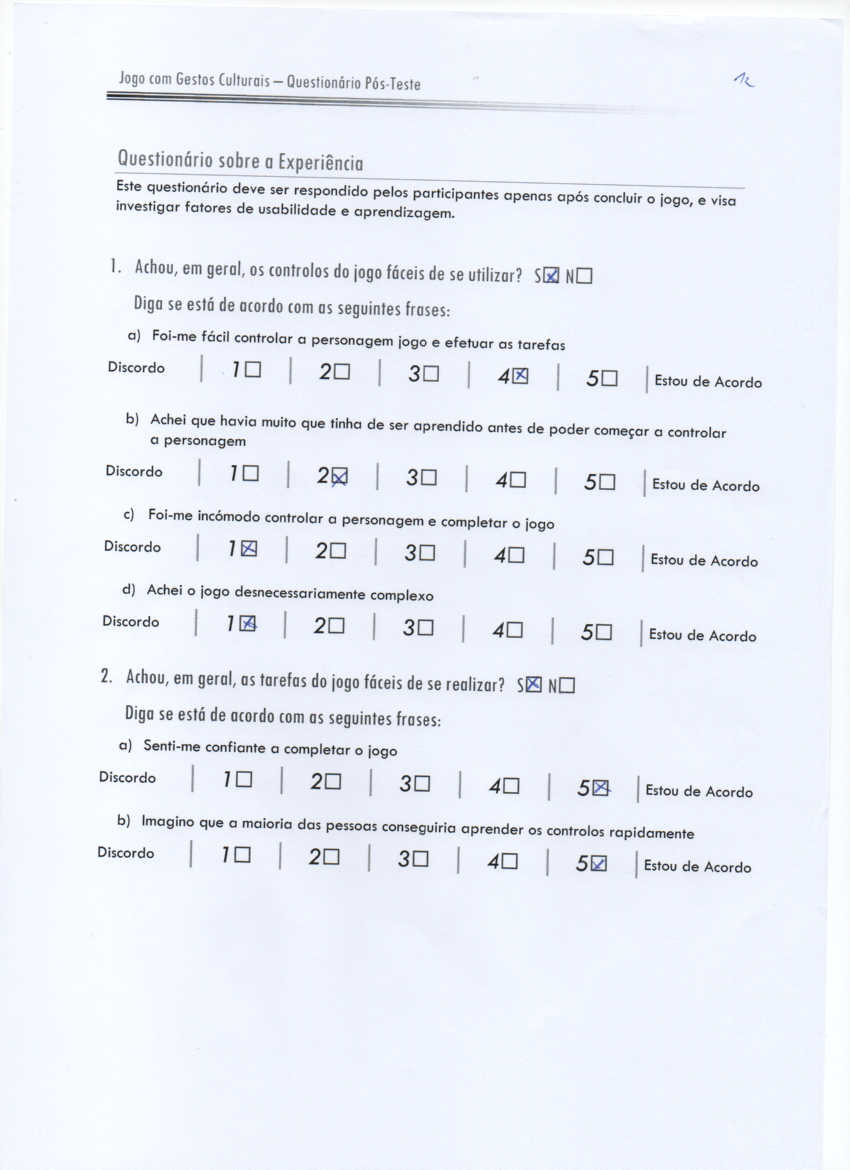 Jogo com Gestos Culturais – Questionário Pós-Teste
12
Questionário sobre a Experiência
Este questionário deve ser respondido pelos participantes apenas após concluir o jogo, e visa
investigar fatores de usabilidade e aprendizagem.
1. Achou, em geral, os controlos do jogo fáceis de se utilizar? S☒ N☐
Diga se está de acordo com as seguintes frases:
a) Foi-me fácil controlar a personagem jogo e efetuar as tarefas
Discordo | 1☐ | 2☐ | 3☐ | 4☒ | 5☐ | Estou de Acordo
b) Achei que havia muito que tinha de ser aprendido antes de poder começar a controlar
a personagem
Discordo | 1☐ | 2☒ | 3☐ | 4☐ | 5☐ | Estou de Acordo
c) Foi-me incómodo controlar a personagem e completar o jogo
Discordo | 1☒ | 2☐ | 3☐ | 4☐ | 5☐ | Estou de Acordo
d) Achei o jogo desnecessariamente complexo
Discordo | 1☒ | 2☐ | 3☐ | 4☐ | 5☐ | Estou de Acordo
2. Achou, em geral, as tarefas do jogo fáceis de se realizar? S☒ N☐
Diga se está de acordo com as seguintes frases:
a) Senti-me confiante a completar o jogo
Discordo | 1☐ | 2☐ | 3☐ | 4☐ | 5☒ | Estou de Acordo
b) Imagino que a maioria das pessoas conseguiria aprender os controlos rapidamente
Discordo | 1☐ | 2☐ | 3☐ | 4☐ | 5☑ | Estou de Acordo